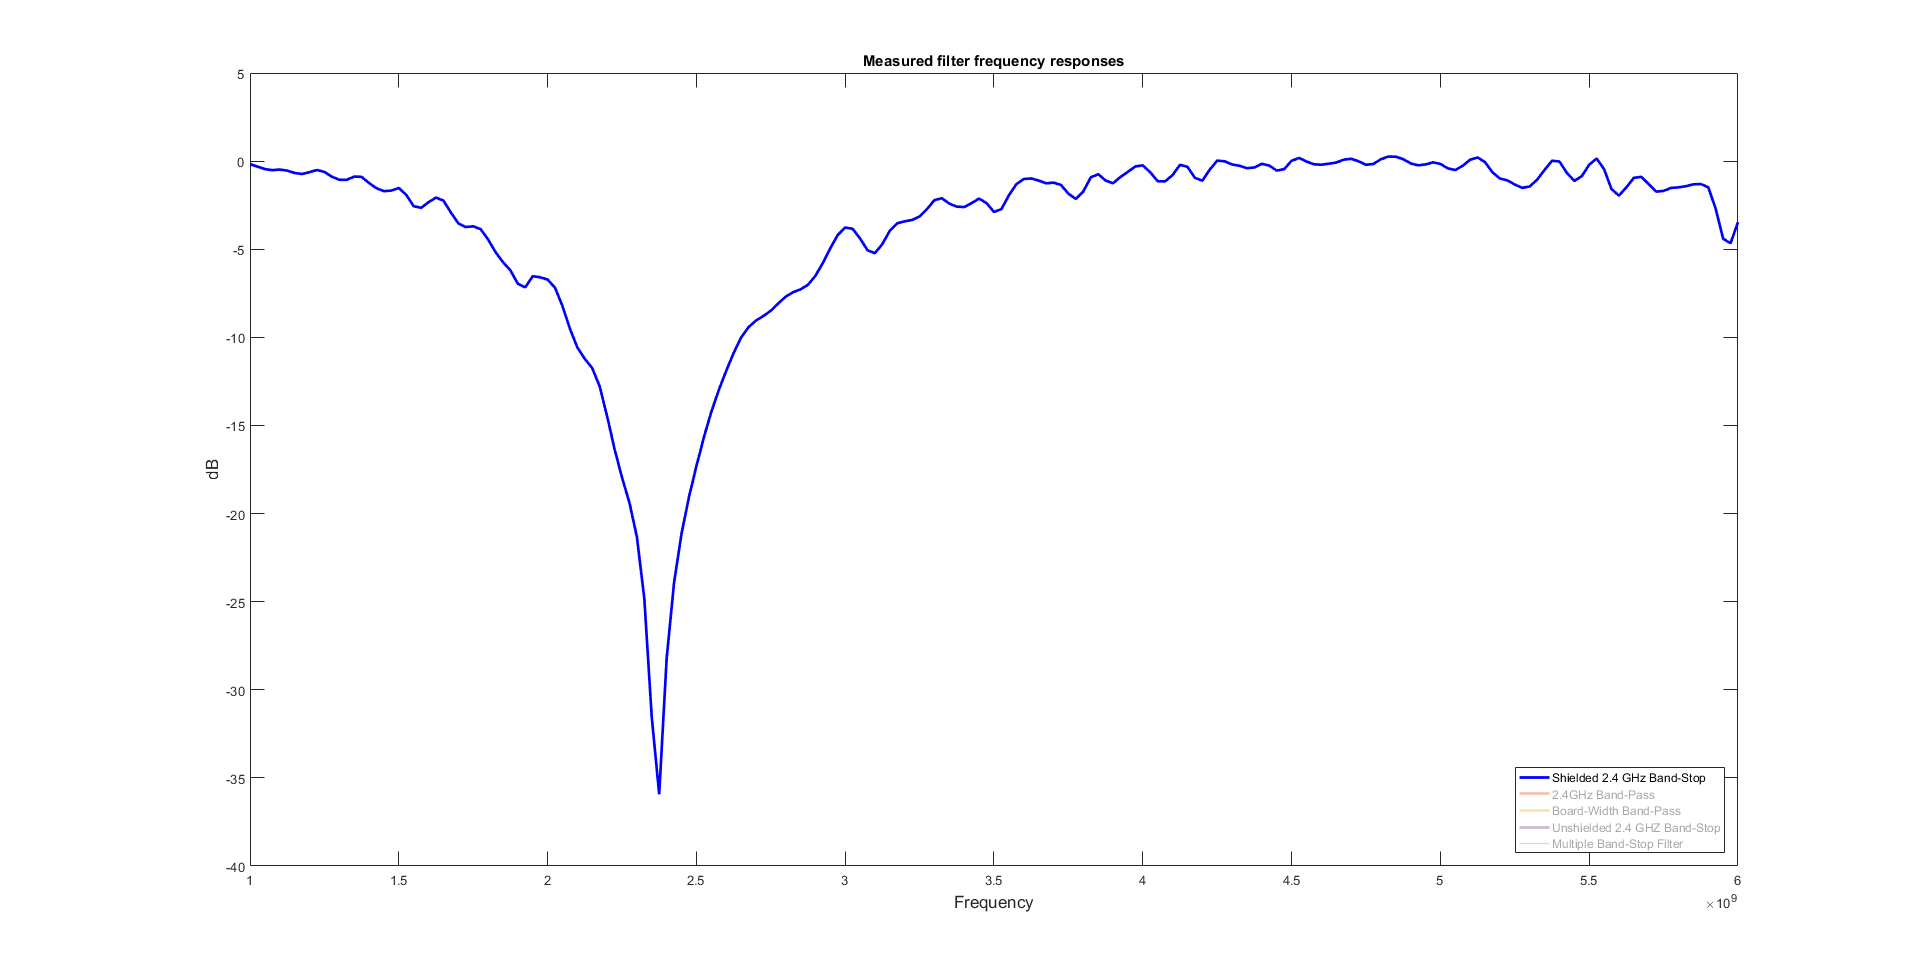 Measured filter frequency responses
5
0
-5
-10
-15
-20
-25
-30
-35
-40
dB
1 1.5 2 2.5 3 3.5 4 4.5 5 5.5 6
Frequency
×10⁹
Shielded 2.4 GHz Band-Stop
2.4GHz Band-Pass
Board-Width Band-Pass
Unshielded 2.4 GHZ Band-Stop
Multiple Band-Stop Filter